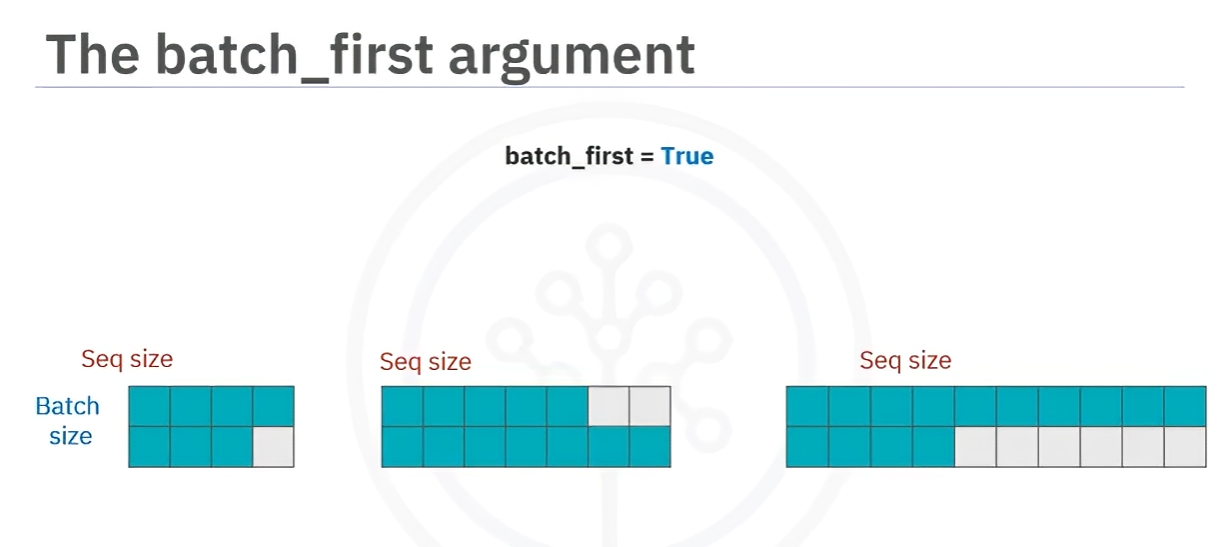 The batch_first argument
batch_first = True
Seq size
Seq size
Seq size
Batch
size